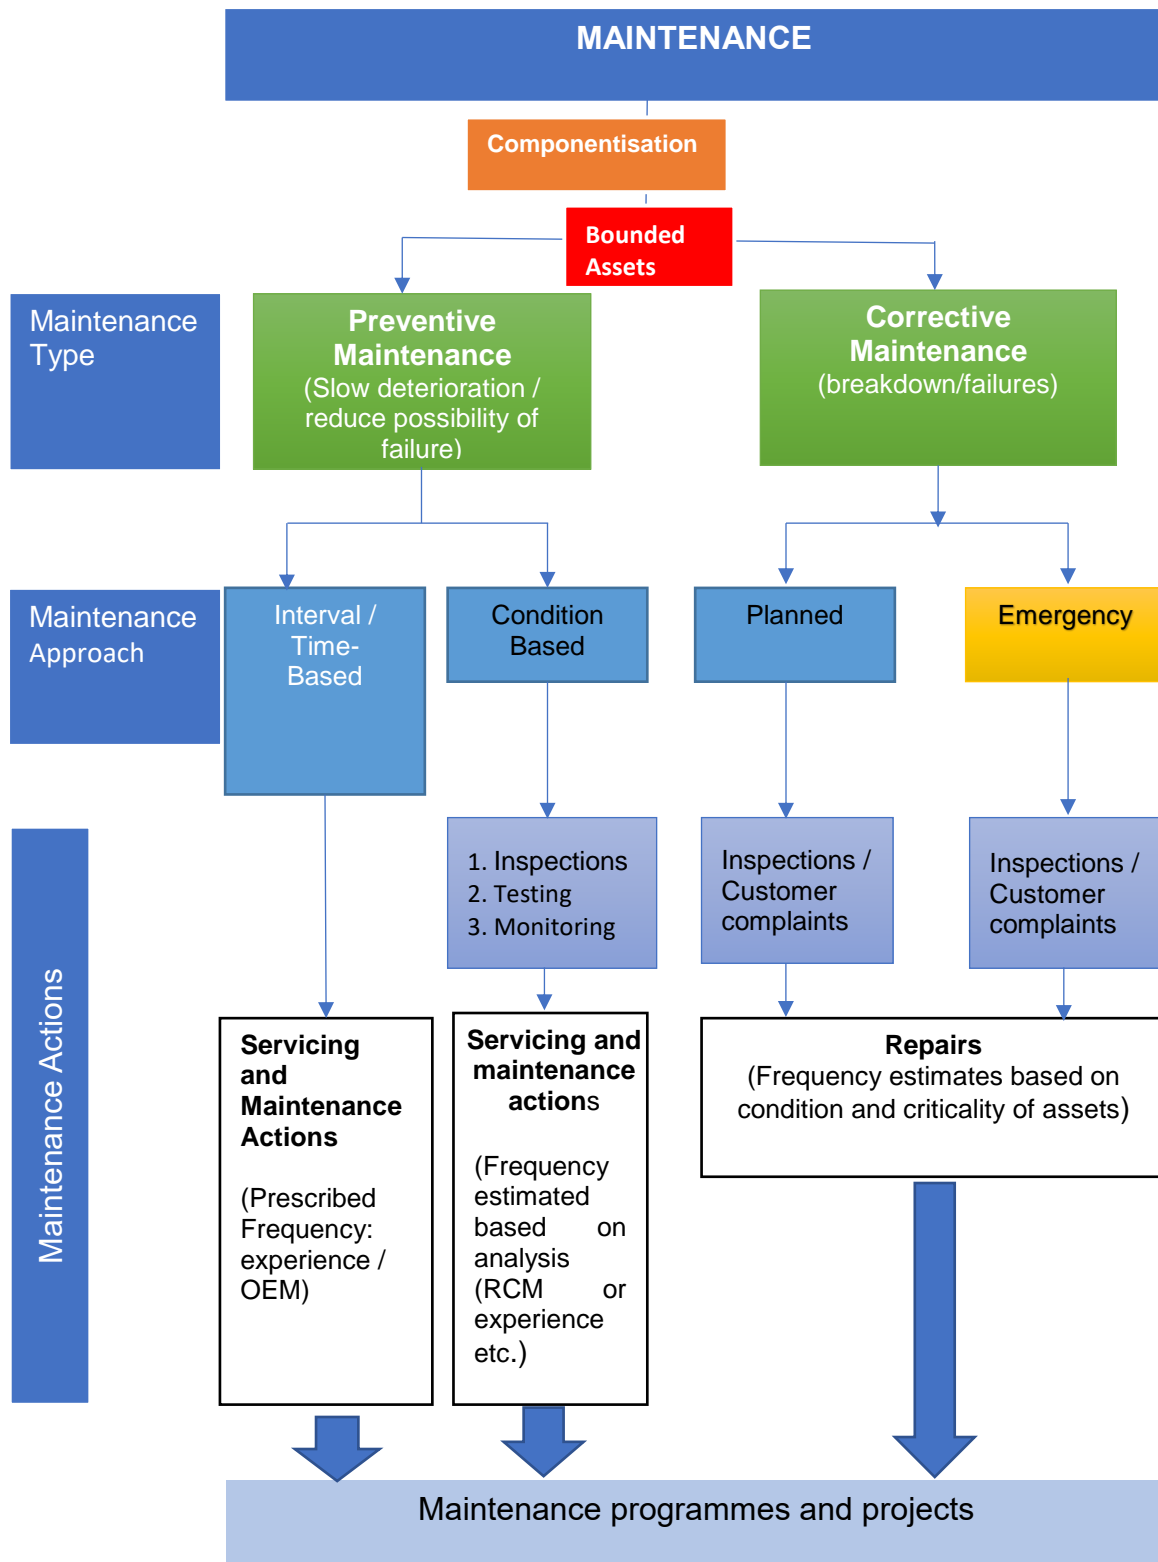 MAINTENANCE
Componentisation
Bounded
Assets
Maintenance
Type
Preventive
Maintenance
(Slow deterioration /
reduce possibility of
failure)
Corrective
Maintenance
(breakdown/failures)
Maintenance
Approach
Interval /
Time-
Based
Condition
Based
Planned
Emergency
Maintenance Actions
1. Inspections
2. Testing
3. Monitoring
Inspections /
Customer
complaints
Inspections /
Customer
complaints
Servicing
and
Maintenance
Actions
(Prescribed
Frequency:
experience /
OEM)
Servicing and
maintenance
actions
(Frequency
estimated
based on
analysis
(RCM or
experience
etc.)
Repairs
(Frequency estimates based on
condition and criticality of assets)
Maintenance programmes and projects